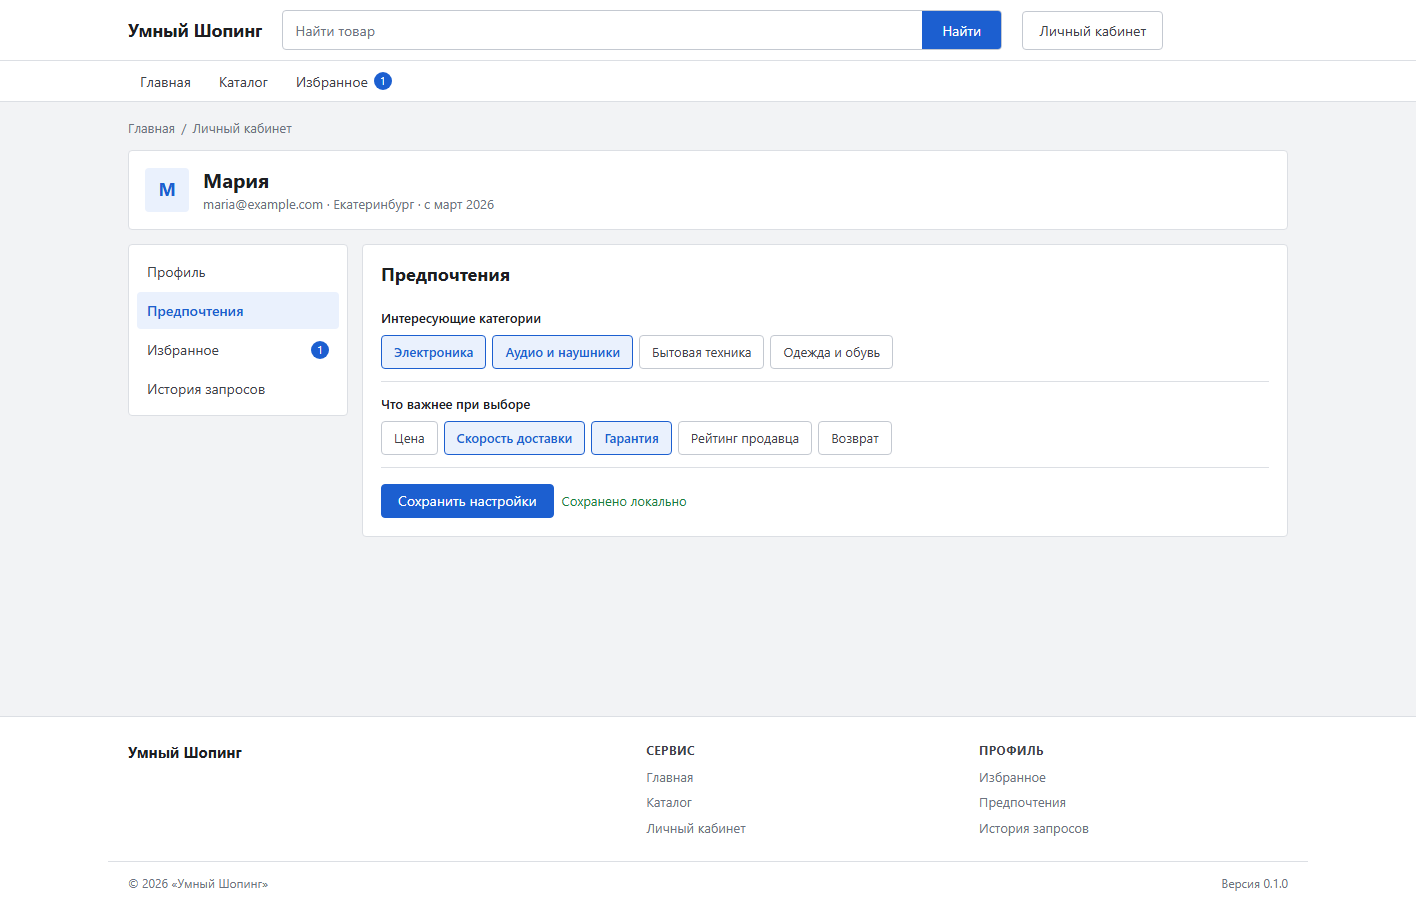 Умный Шопинг
Найти товар
Найти
Личный кабинет
Главная
Каталог
Избранное 1
Главная / Личный кабинет
М
Мария
maria@example.com · Екатеринбург · с март 2026
Профиль
Предпочтения
Избранное 1
История запросов
Предпочтения
Интересующие категории
Электроника
Аудио и наушники
Бытовая техника
Одежда и обувь
Что важнее при выборе
Цена
Скорость доставки
Гарантия
Рейтинг продавца
Возврат
Сохранить настройки
Сохранено локально
Умный Шопинг
СЕРВИС
Главная
Каталог
Личный кабинет
ПРОФИЛЬ
Избранное
Предпочтения
История запросов
© 2026 «Умный Шопинг»
Версия 0.1.0